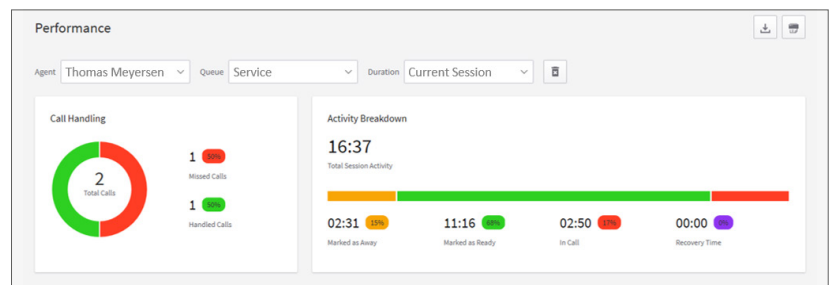 Performance
Agent Thomas Meyersen Queue Service Duration Current Session
Call Handling
2
Total Calls
1 50%
Missed Calls
1 50%
Handled Calls
Activity Breakdown
16:37
Total Session Activity
02:31 15% 11:16 68% 02:50 17% 00:00 0%
Marked as Away Marked as Ready In Call Recovery Time